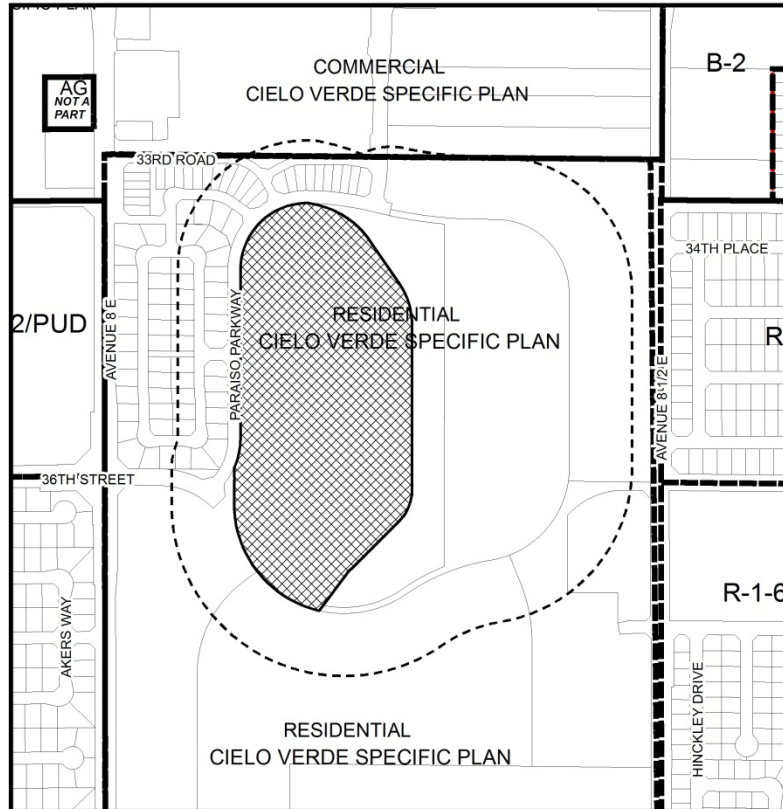 COMMERCIAL
CIELO VERDE SPECIFIC PLAN
B-2
AG
NOT A
PART
33RD ROAD
34TH PLACE
2/PUD
AVENUE 8 E
PARAISO PARKWAY
RESIDENTIAL
CIELO VERDE SPECIFIC PLAN
R
AVENUE 8 1/2 E
36TH STREET
AKERS WAY
R-1-6
HINCKLEY DRIVE
RESIDENTIAL
CIELO VERDE SPECIFIC PLAN